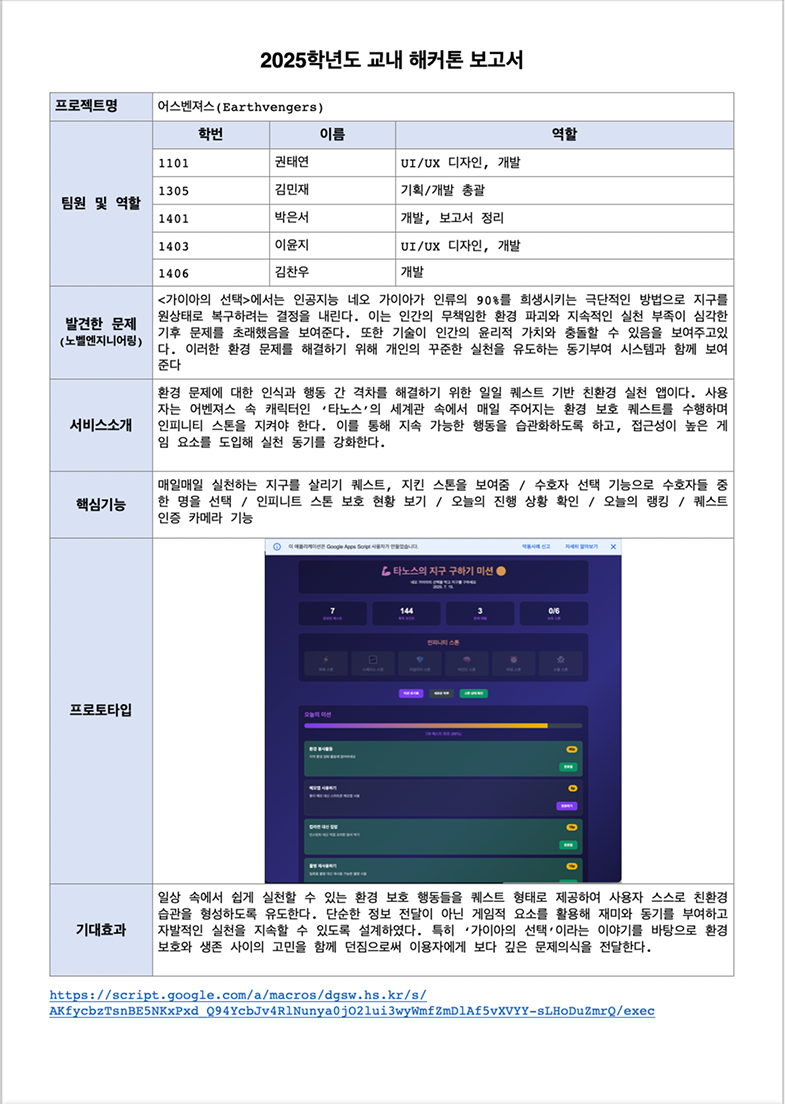 2025학년도 교내 해커톤 보고서
프로젝트명
어스벤져스(Earthvengers)
팀원 및 역할
학번 이름 역할
1101 권태연 UI/UX 디자인, 개발
1305 김민재 기획/개발 총괄
1401 박은서 개발, 보고서 정리
1403 이윤지 UI/UX 디자인, 개발
1406 김찬우 개발
발견한 문제
(노벨엔지니어링)
<가이아의 선택>에서는 인공지능 네오 가이아가 인류의 90%를 희생시키는 극단적인 방법으로 지구를
원상태로 복구하려는 결정을 내린다. 이는 인간의 무책임한 환경 파괴와 지속적인 실천 부족이 심각한
기후 문제를 초래했음을 보여준다. 또한 기술이 인간의 윤리적 가치와 충돌할 수 있음을 보여주고있
다. 이러한 환경 문제를 해결하기 위해 개인의 꾸준한 실천을 유도하는 동기부여 시스템과 함께 보여
준다
서비스소개
환경 문제에 대한 인식과 행동 간 격차를 해결하기 위한 일일 퀘스트 기반 친환경 실천 앱이다. 사용
자는 어벤져스 속 캐릭터인 ‘타노스’의 세계관 속에서 매일 주어지는 환경 보호 퀘스트를 수행하며
인피니티 스톤을 지켜야 한다. 이를 통해 지속 가능한 행동을 습관화하도록 하고, 접근성이 높은 게
임 요소를 도입해 실천 동기를 강화한다.
핵심기능
매일매일 실천하는 지구를 살리기 퀘스트, 지킨 스톤을 보여줌 / 수호자 선택 기능으로 수호자들 중
한 명을 선택 / 인피니트 스톤 보호 현황 보기 / 오늘의 진행 상황 확인 / 오늘의 랭킹 / 퀘스트
인증 카메라 기능
프로토타입
이 애플리케이션은 Google Apps Script 사용자가 만들었습니다.
악용사례 신고 자세히 알아보기
타노스의 지구 구하기 미션
네오 가이아의 선택을 막고 지구를 구하세요
2025. 7. 16.
7 144 3 0/6
인피니티 스톤
오늘의 미션
환경 봉사활동
메모앱 사용하기
컵라면 대신 집밥
물병 재사용하기
기대효과
일상 속에서 쉽게 실천할 수 있는 환경 보호 행동들을 퀘스트 형태로 제공하여 사용자 스스로 친환경
습관을 형성하도록 유도한다. 단순한 정보 전달이 아닌 게임적 요소를 활용해 재미와 동기를 부여하고
자발적인 실천을 지속할 수 있도록 설계하였다. 특히 ‘가이아의 선택’이라는 이야기를 바탕으로 환경
보호와 생존 사이의 고민을 함께 던짐으로써 이용자에게 보다 깊은 문제의식을 전달한다.
https://script.google.com/a/macros/dgsw.hs.kr/s/
AKfycbzTsnBE5NKxPxd_Q94YcbJv4RlNunya0jO2lui3wyWmfZmDlAf5vXVYY-sLHoDuZmrQ/exec